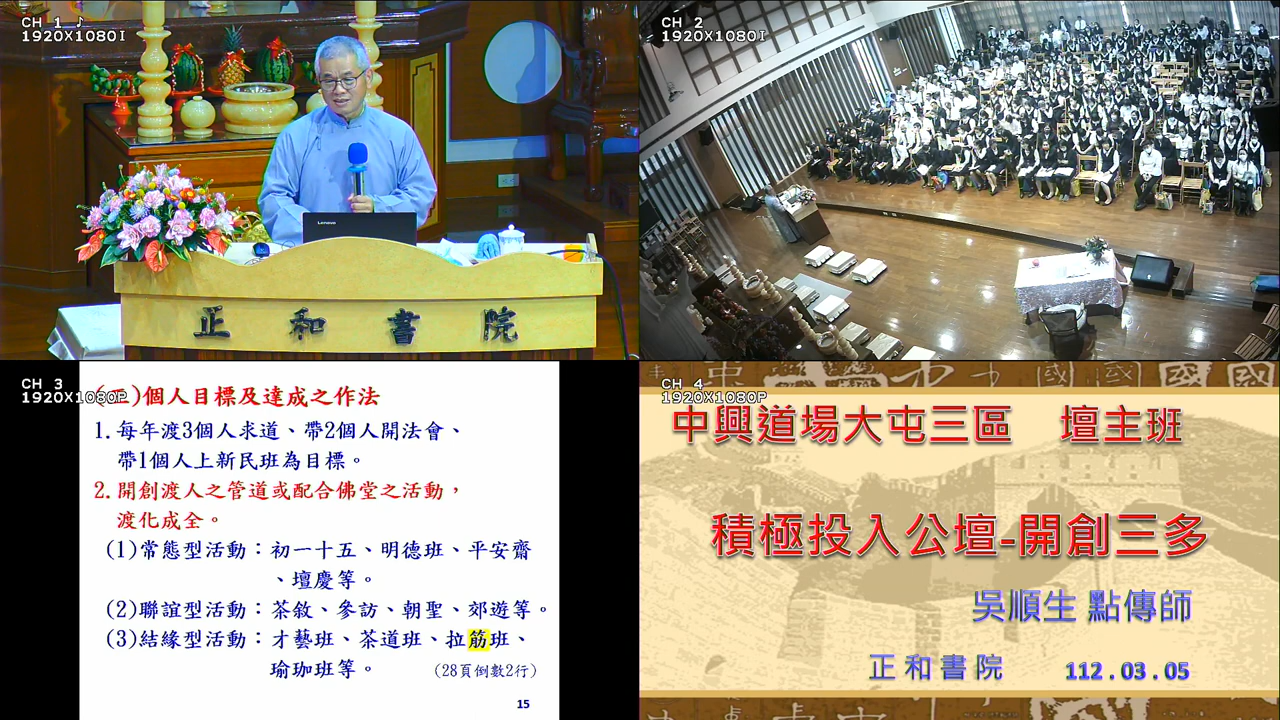 CH 1 ♪
1920X1080I
Lenovo
正和書院
CH 2
1920X1080I
CH 3
1920X1080P
(二)個人目標及達成之作法
1. 每年渡3個人求道、帶2個人開法會、
帶1個人上新民班為目標。
2. 開創渡人之管道或配合佛堂之活動，
渡化成全。
(1)常態型活動：初一十五、明德班、平安齋
、壇慶等。
(2)聯誼型活動：茶敘、參訪、朝聖、郊遊等。
(3)結緣型活動：才藝班、茶道班、拉筋班、
瑜珈班等。
(28頁倒數2行)
15
CH 4
1920X1080P
中興道場大屯三區 壇主班
積極投入公壇-開創三多
吳順生 點傳師
正和書院 112.03.05